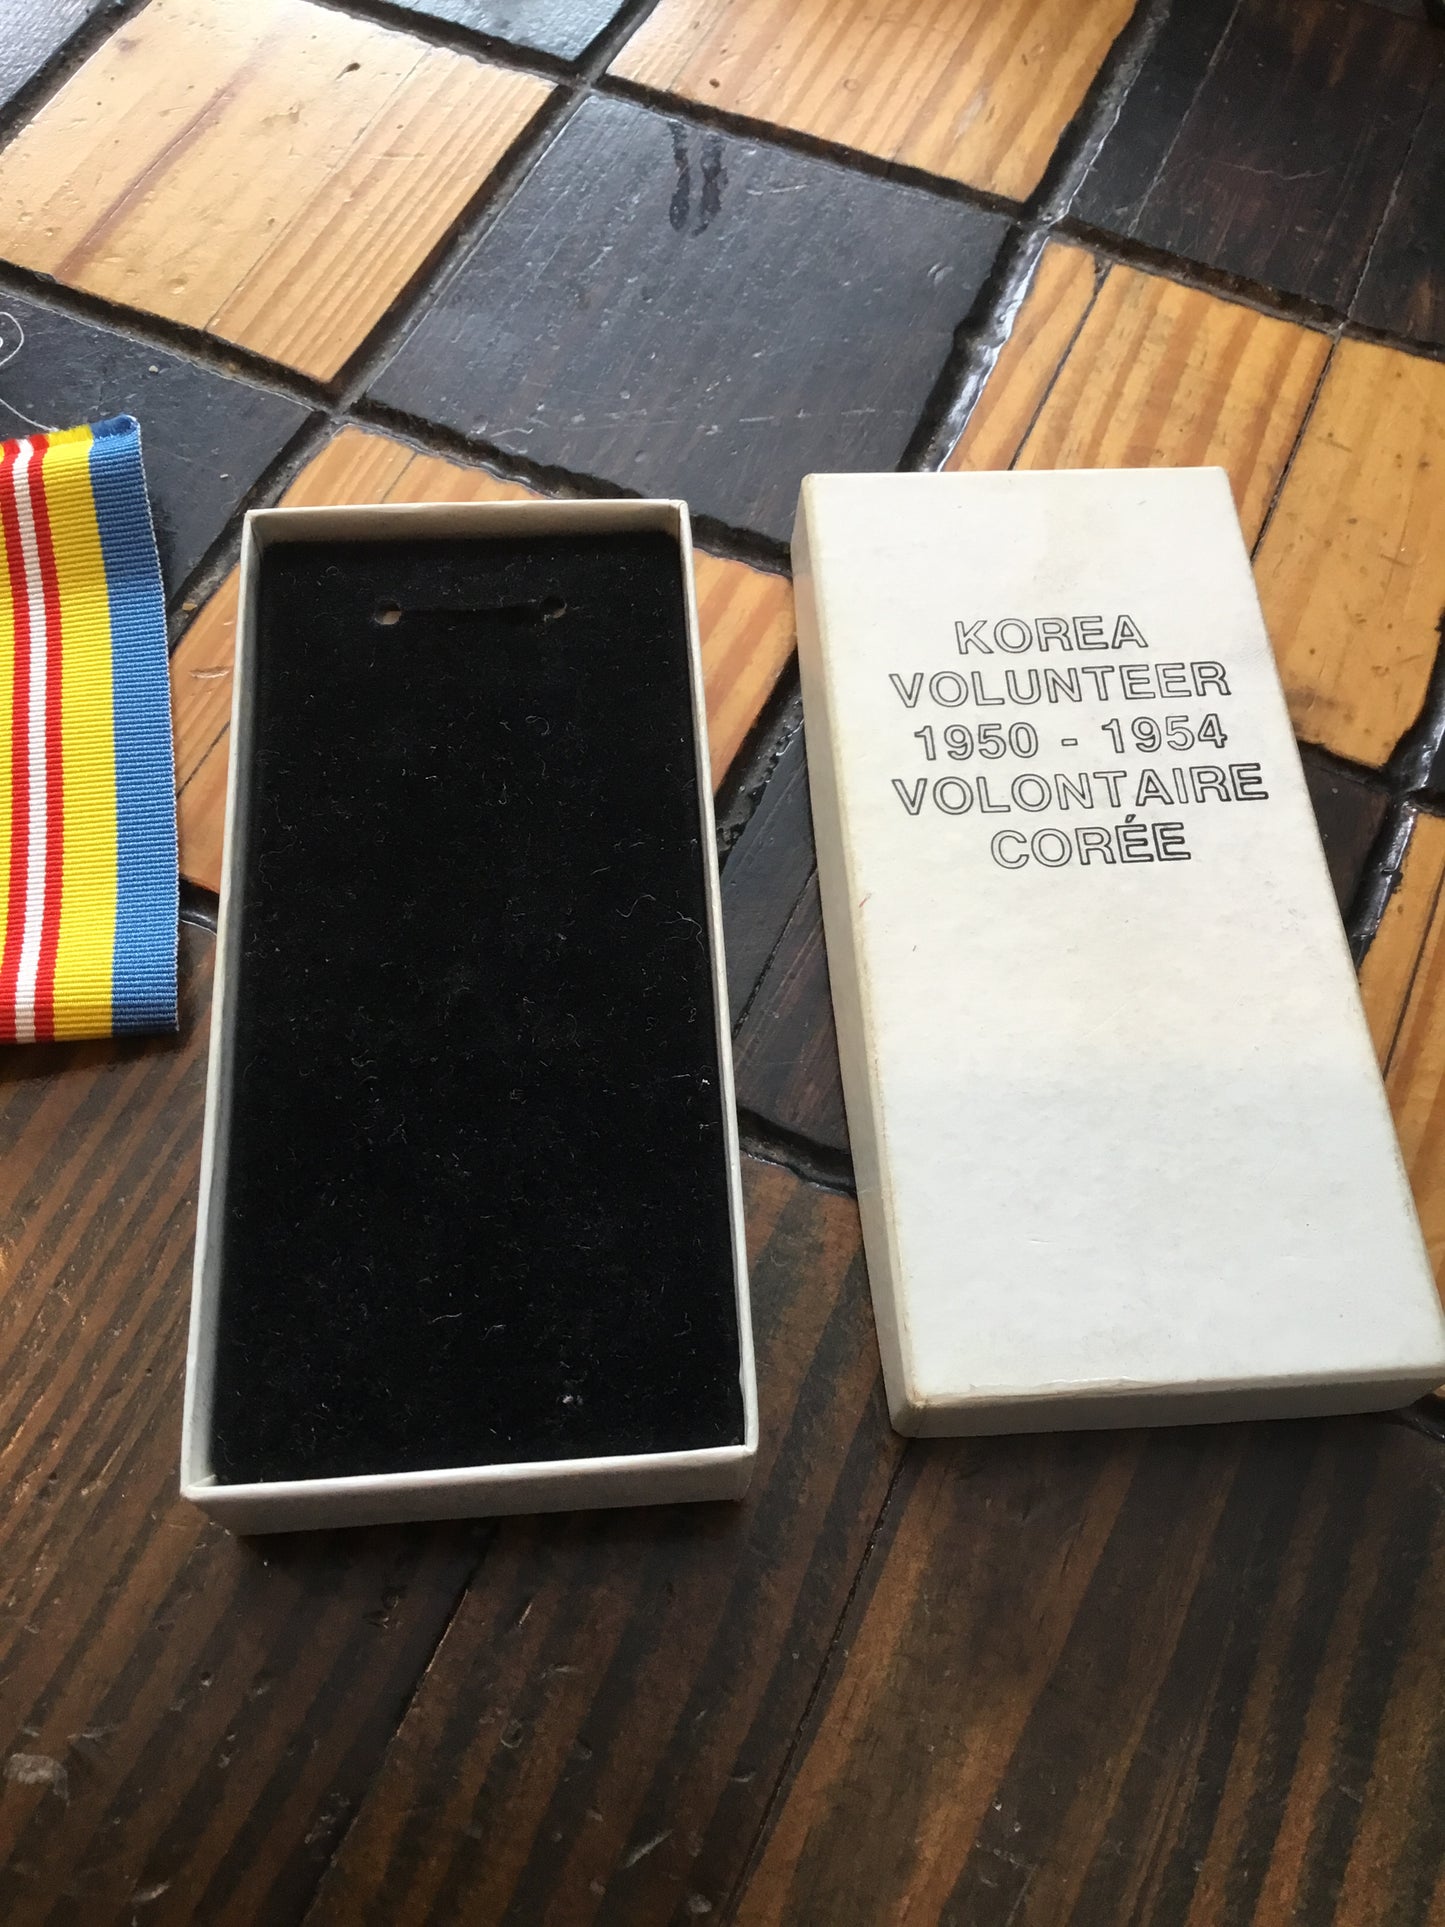 KOREA
VOLUNTEER
1950 - 1954
VOLONTAIRE
CORÉE